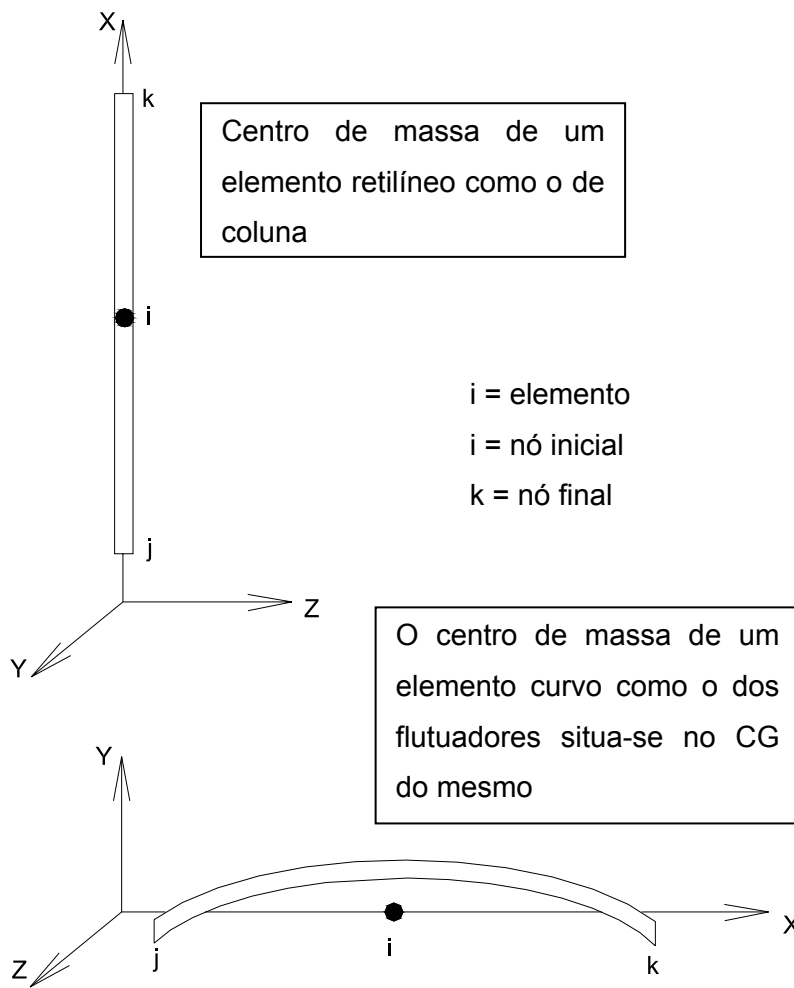 X
k
Centro de massa de um
elemento retilíneo como o de
coluna
i
i = elemento
i = nó inicial
k = nó final
j
Z
Y
O centro de massa de um
elemento curvo como o dos
flutuadores situa-se no CG
do mesmo
Y
X
Z
j
i
k